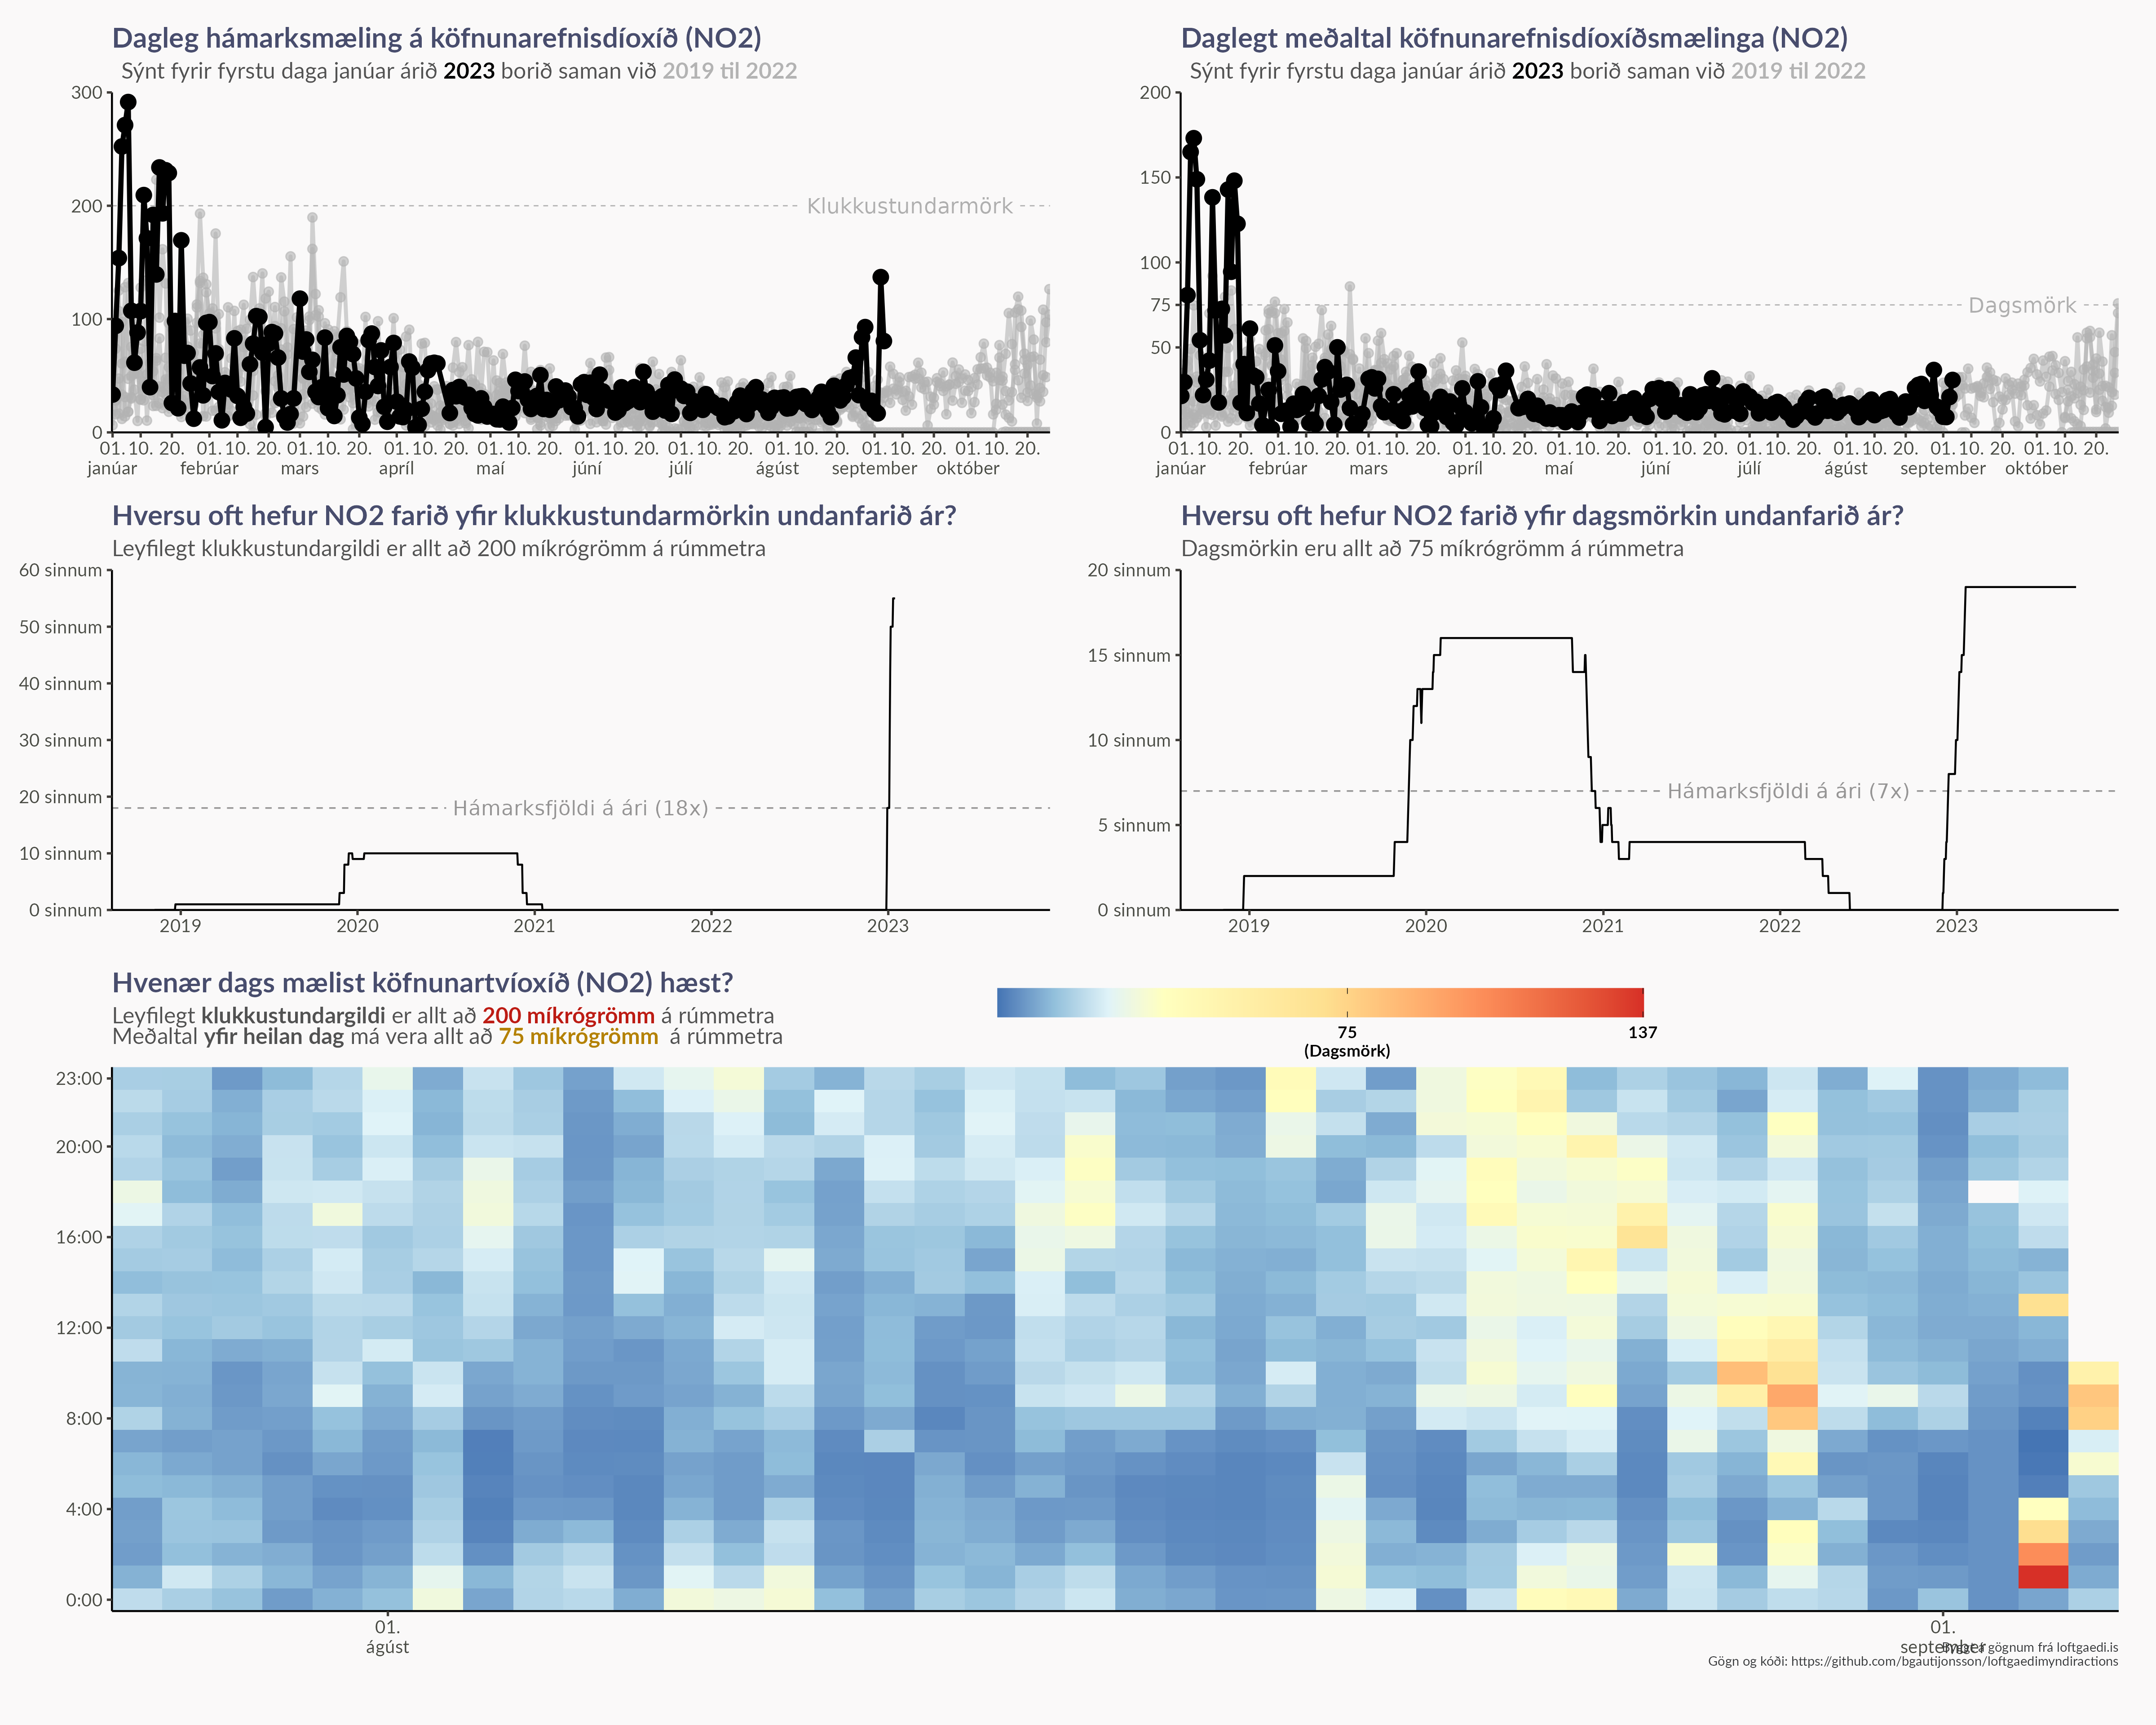 Dagleg hámarksmæling á köfnunarefnisdíoxíð (NO2)
Sýnt fyrir fyrstu daga janúar árið 2023 borið saman við 2019 til 2022
300
200
100
0
Klukkustundarmörk
01. 10. 20. 01. 10. 20. 01. 10. 20. 01. 10. 20. 01. 10. 20. 01. 10. 20. 01. 10. 20. 01. 10. 20. 01. 10. 20. 01. 10. 20.
janúar febrúar mars apríl maí júní júlí ágúst september október
Daglegt meðaltal köfnunarefnisdíoxíðsmælinga (NO2)
Sýnt fyrir fyrstu daga janúar árið 2023 borið saman við 2019 til 2022
200
150
100
75
50
0
Dagsmörk
01. 10. 20. 01. 10. 20. 01. 10. 20. 01. 10. 20. 01. 10. 20. 01. 10. 20. 01. 10. 20. 01. 10. 20. 01. 10. 20. 01. 10. 20.
janúar febrúar mars apríl maí júní júlí ágúst september október
Hversu oft hefur NO2 farið yfir klukkustundarmörkin undanfarið ár?
Leyfilegt klukkustundargildi er allt að 200 míkrógrömm á rúmmetra
60 sinnum
50 sinnum
40 sinnum
30 sinnum
20 sinnum
10 sinnum
0 sinnum
Hámarksfjöldi á ári (18x)
2019 2020 2021 2022 2023
Hversu oft hefur NO2 farið yfir dagsmörkin undanfarið ár?
Dagsmörkin eru allt að 75 míkrógrömm á rúmmetra
20 sinnum
15 sinnum
10 sinnum
5 sinnum
0 sinnum
Hámarksfjöldi á ári (7x)
2019 2020 2021 2022 2023
Hvenær dags mælist köfnunartvíoxíð (NO2) hæst?
Leyfilegt klukkustundargildi er allt að 200 míkrógrömm á rúmmetra
Meðaltal yfir heilan dag má vera allt að 75 míkrógrömm á rúmmetra
75 137
(Dagsmörk)
23:00
20:00
16:00
12:00
8:00
4:00
0:00
01. 01.
ágúst september
Byggt á gögnum frá loftgaedi.is
Gögn og kóði: https://github.com/bgautijonsson/loftgaedimyndiractions